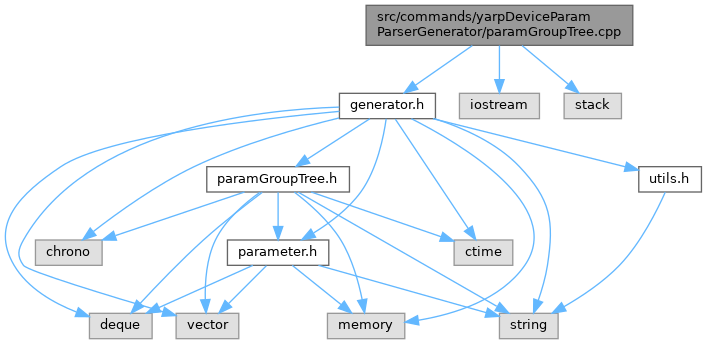 src/commands/yarpDeviceParam
ParserGenerator/paramGroupTree.cpp
generator.h
iostream
stack
paramGroupTree.h
utils.h
chrono
parameter.h
ctime
deque
vector
memory
string